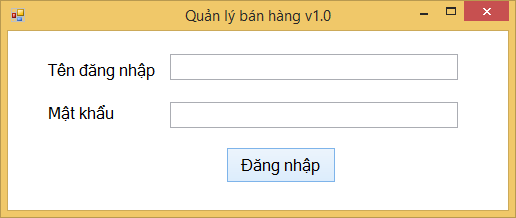 Quản lý bán hàng v1.0
Tên đăng nhập
Mật khẩu
Đăng nhập